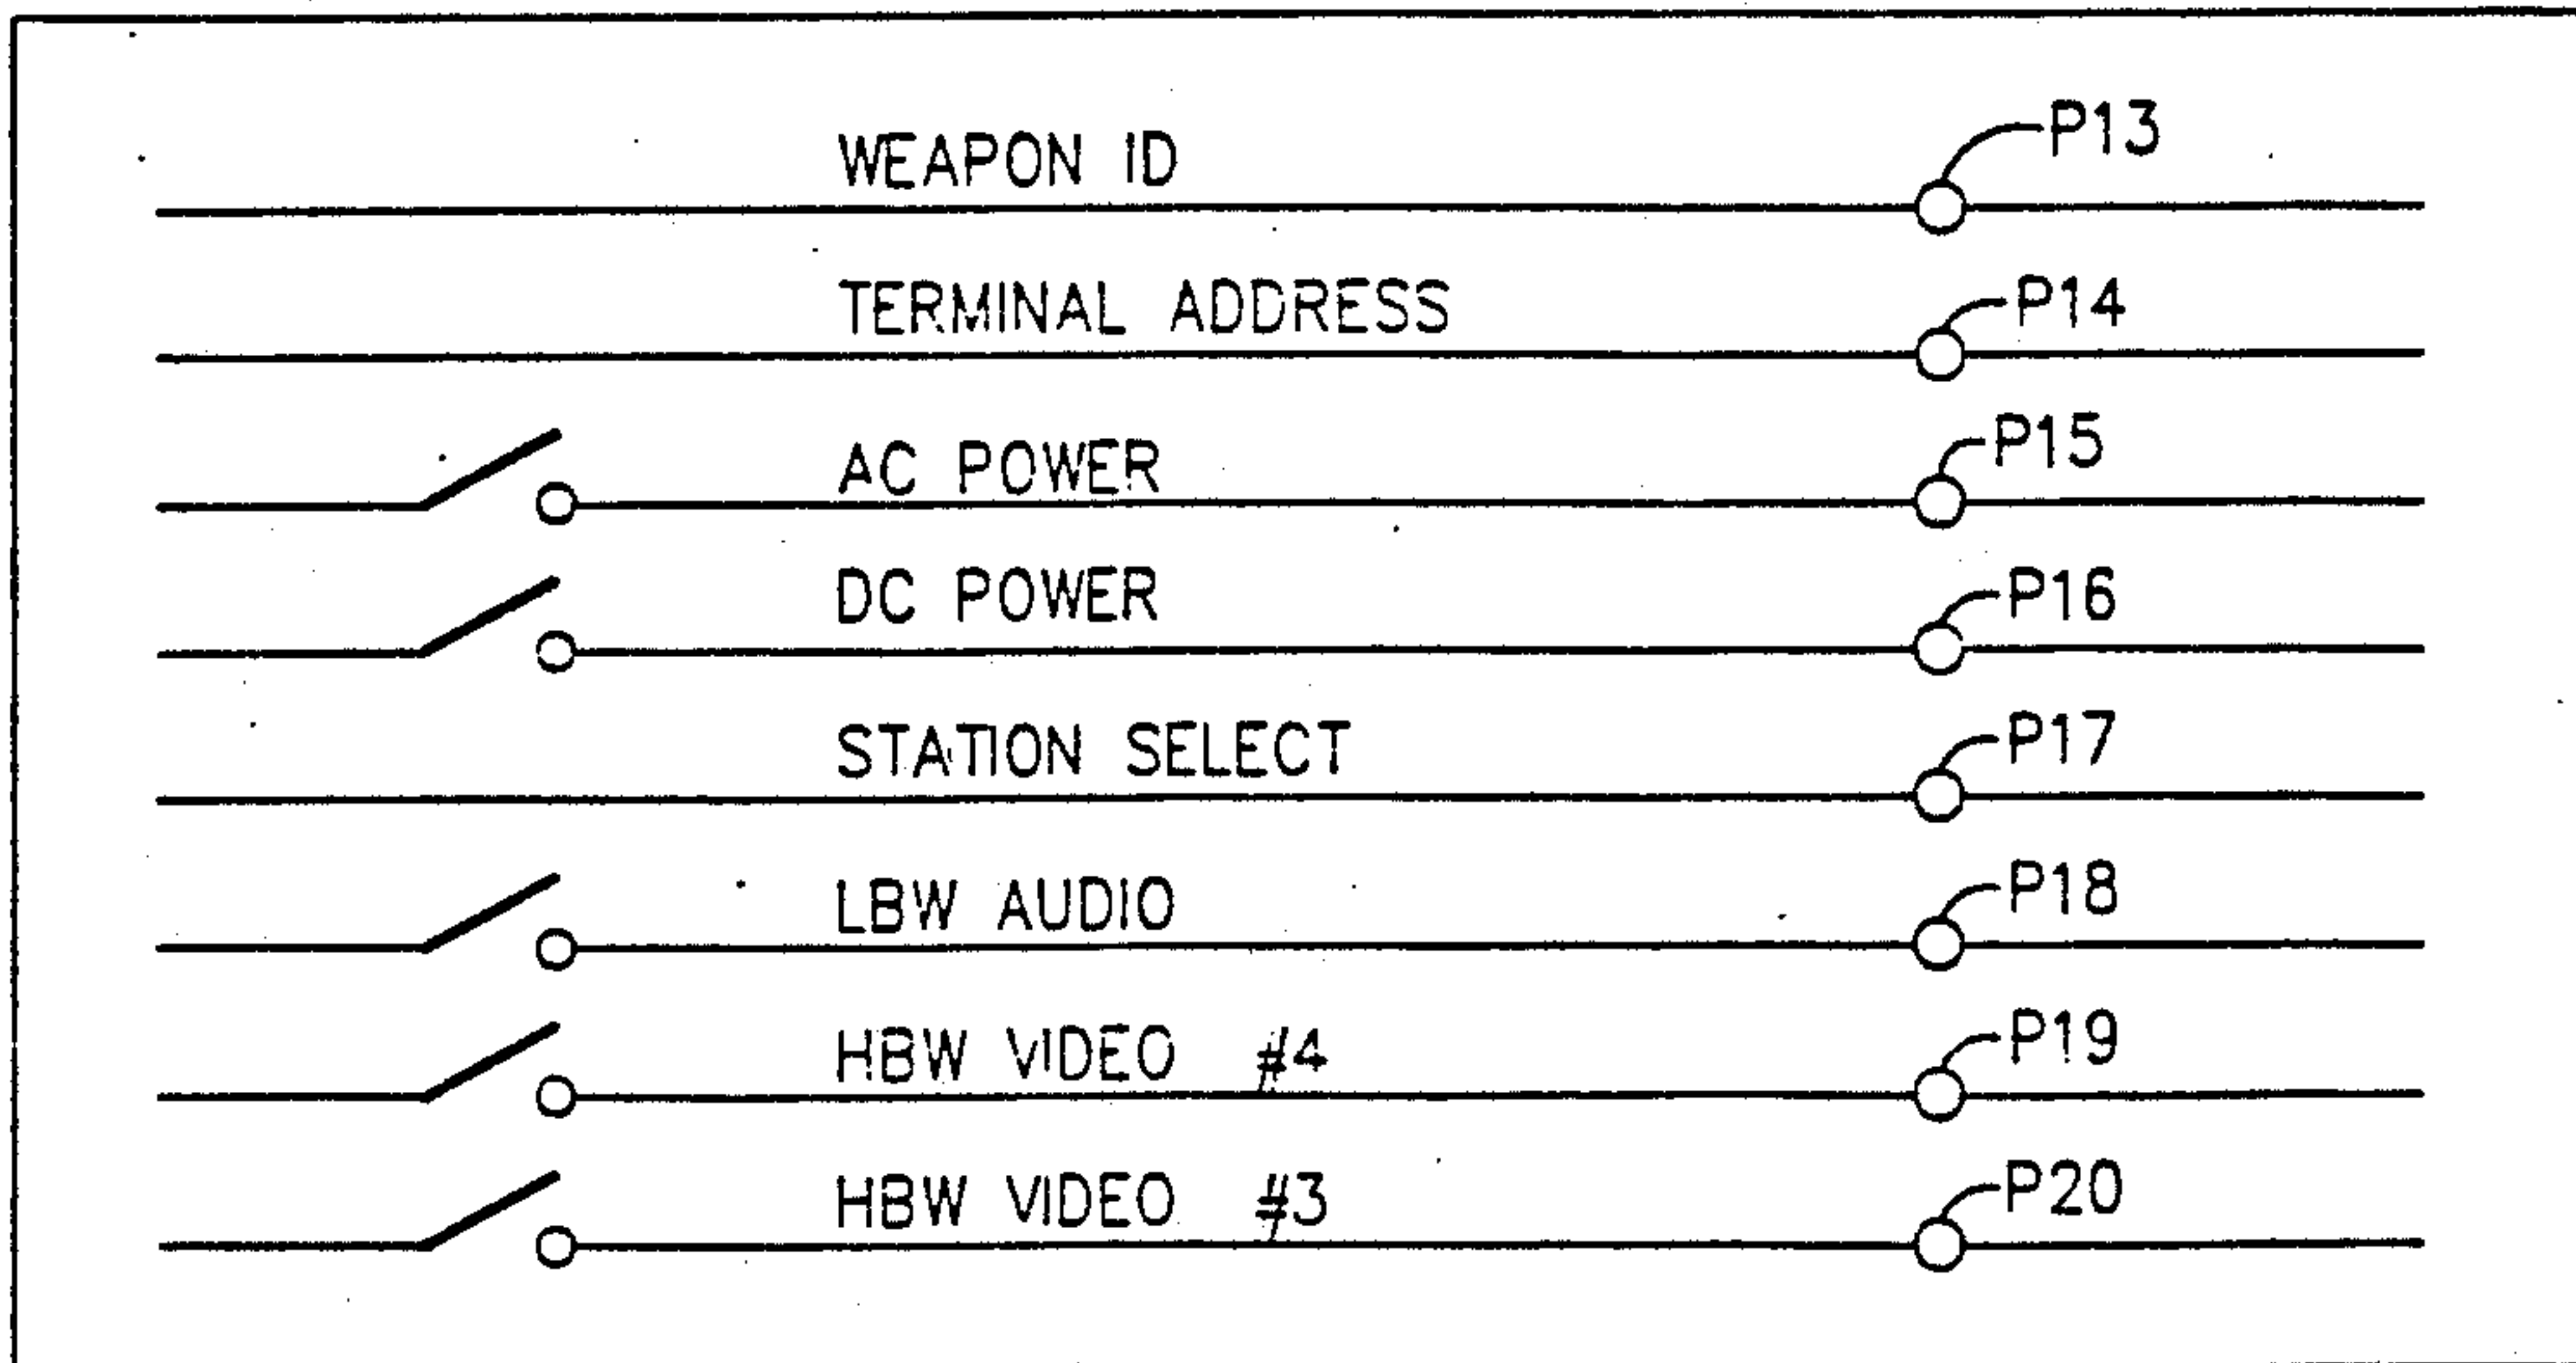 WEAPON ID P13
TERMINAL ADDRESS P14
AC POWER P15
DC POWER P16
STATION SELECT P17
LBW AUDIO P18
HBW VIDEO #4 P19
HBW VIDEO #3 P20